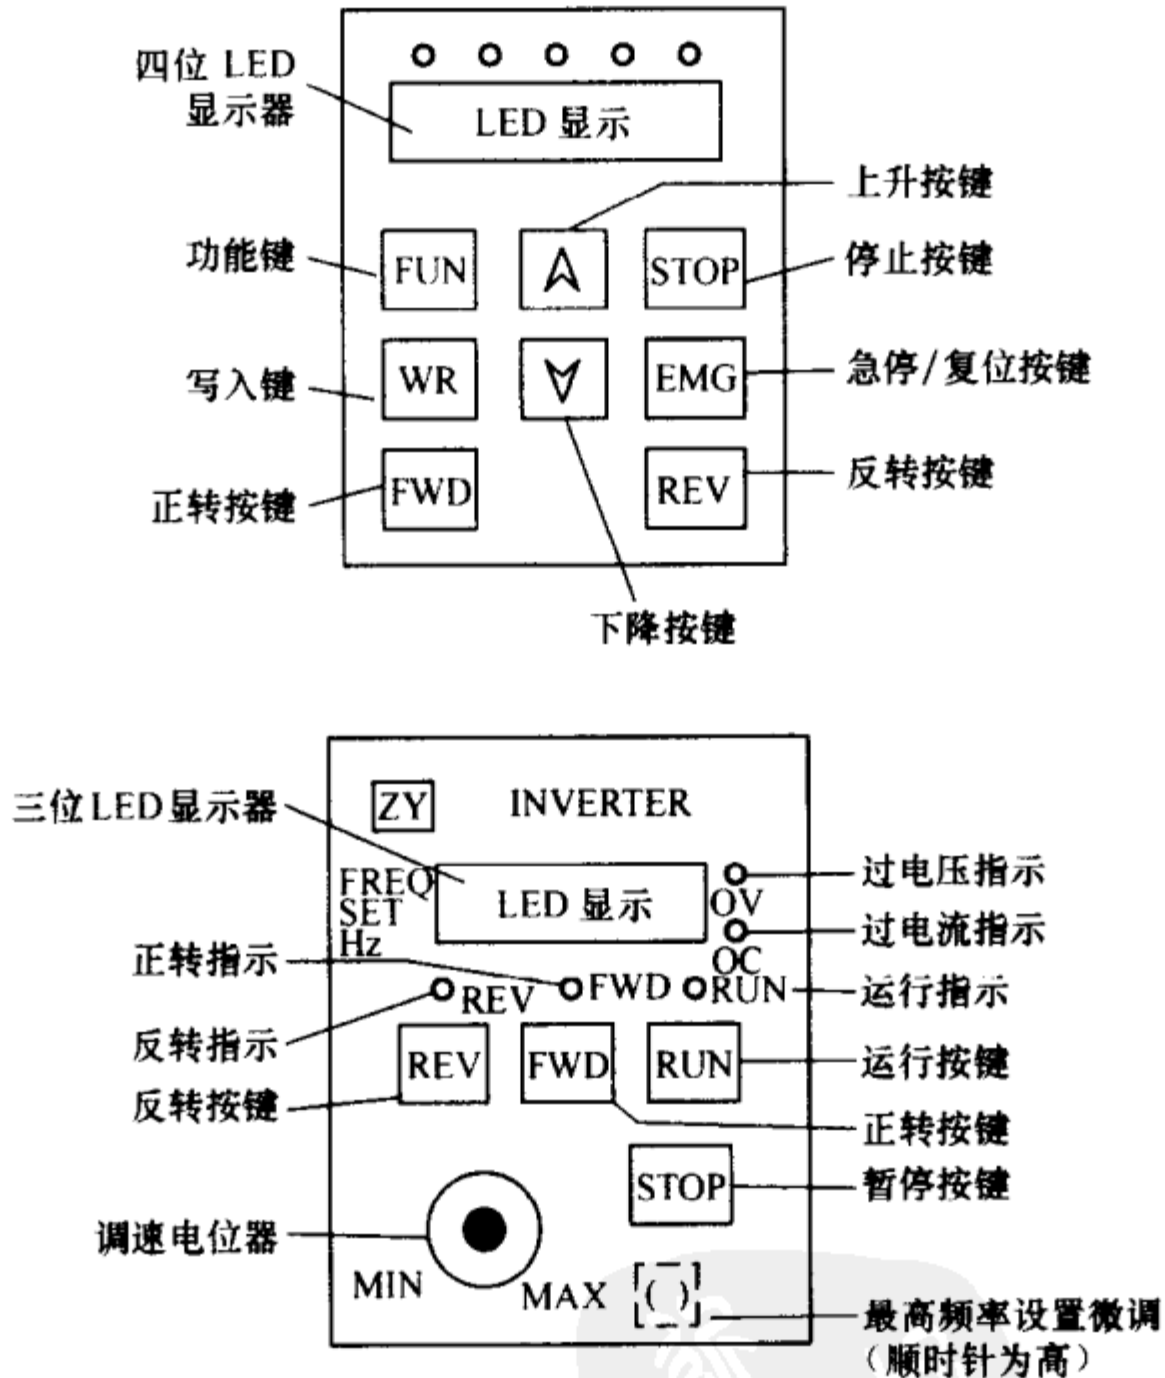 四位 LED
显示器
LED 显示
上升按键
功能键
FUN
STOP
停止按键
写入键
WR
EMG
急停/复位按键
正转按键
FWD
REV
反转按键
下降按键
三位LED显示器
ZY
INVERTER
FREQ
SET
Hz
LED 显示
OV
过电压指示
OC
过电流指示
正转指示
反转指示
REV
FWD
RUN
运行指示
REV
FWD
RUN
运行按键
反转按键
正转按键
STOP
暂停按键
调速电位器
MIN
MAX
( )
最高频率设置微调
(顺时针为高)